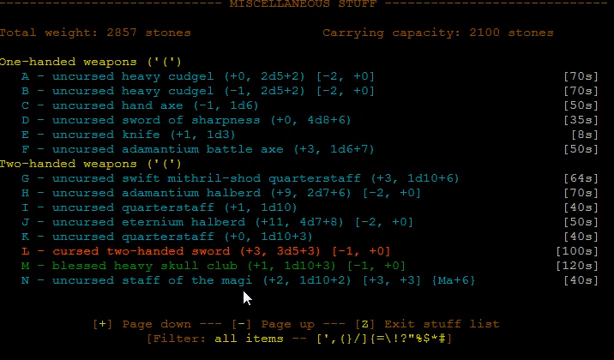 MISCELLANEOUS STUFF
Total weight: 2857 stones Carrying capacity: 2100 stones
One-handed weapons ('(')
A - uncursed heavy cudgel (+0, 2d5+2) [-2, +0] [70s]
B - uncursed heavy cudgel (-1, 2d5+2) [-2, +0] [70s]
C - uncursed hand axe (-1, 1d6) [50s]
D - uncursed sword of sharpness (+0, 4d8+6) [35s]
E - uncursed knife (+1, 1d3) [8s]
F - uncursed adamantium battle axe (+3, 1d6+7) [50s]
Two-handed weapons ('(')
G - uncursed swift mithril-shod quarterstaff (+3, 1d10+6) [64s]
H - uncursed adamantium halberd (+9, 2d7+6) [-2, +0] [70s]
I - uncursed quarterstaff (+1, 1d10) [40s]
J - uncursed eternium halberd (+11, 4d7+8) [-2, +0] [50s]
K - uncursed quarterstaff (+0, 1d10+3) [40s]
L - cursed two-handed sword (+3, 3d5+3) [-1, +0] [100s]
M - blessed heavy skull club (+1, 1d10+3) [-1, +0] [120s]
N - uncursed staff of the magi (+2, 1d10+2) [+3, +3] {Ma+6} [40s]
[+] Page down --- [-] Page up --- [Z] Exit stuff list
[Filter: all items -- [',(}/]{=\!?"%$*#]